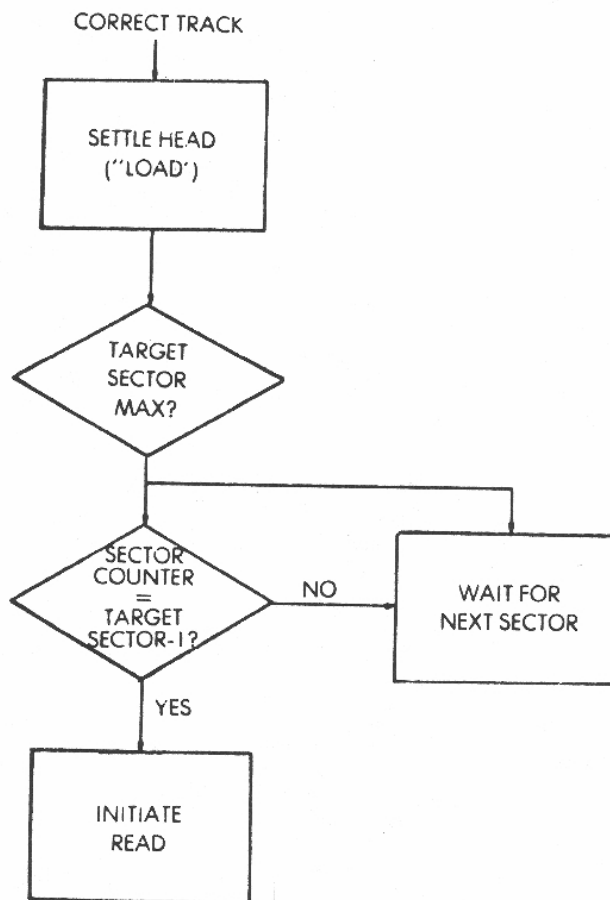 CORRECT TRACK
SETTLE HEAD
("LOAD')
TARGET
SECTOR
MAX?
SECTOR
COUNTER
=
TARGET
SECTOR-1?
NO
WAIT FOR
NEXT SECTOR
YES
INITIATE
READ